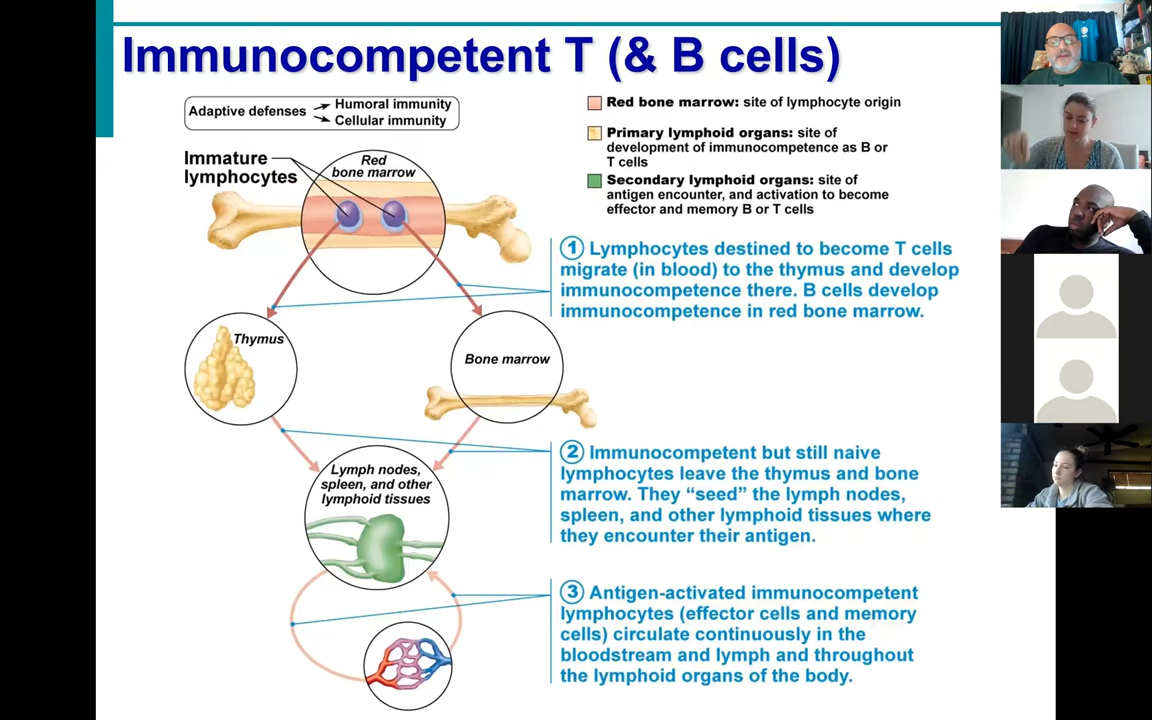 Immunocompetent T (& B cells)
Adaptive defenses
Humoral immunity
Cellular immunity
Red bone marrow: site of lymphocyte origin
Primary lymphoid organs: site of
development of immunocompetence as B or
T cells
Secondary lymphoid organs: site of
antigen encounter, and activation to become
effector and memory B or T cells
Immature
lymphocytes
Red
bone marrow
1 Lymphocytes destined to become T cells
migrate (in blood) to the thymus and develop
immunocompetence there. B cells develop
immunocompetence in red bone marrow.
Thymus
Bone marrow
2 Immunocompetent but still naive
lymphocytes leave the thymus and bone
marrow. They “seed” the lymph nodes,
spleen, and other lymphoid tissues where
they encounter their antigen.
Lymph nodes,
spleen, and other
lymphoid tissues
3 Antigen-activated immunocompetent
lymphocytes (effector cells and memory
cells) circulate continuously in the
bloodstream and lymph and throughout
the lymphoid organs of the body.